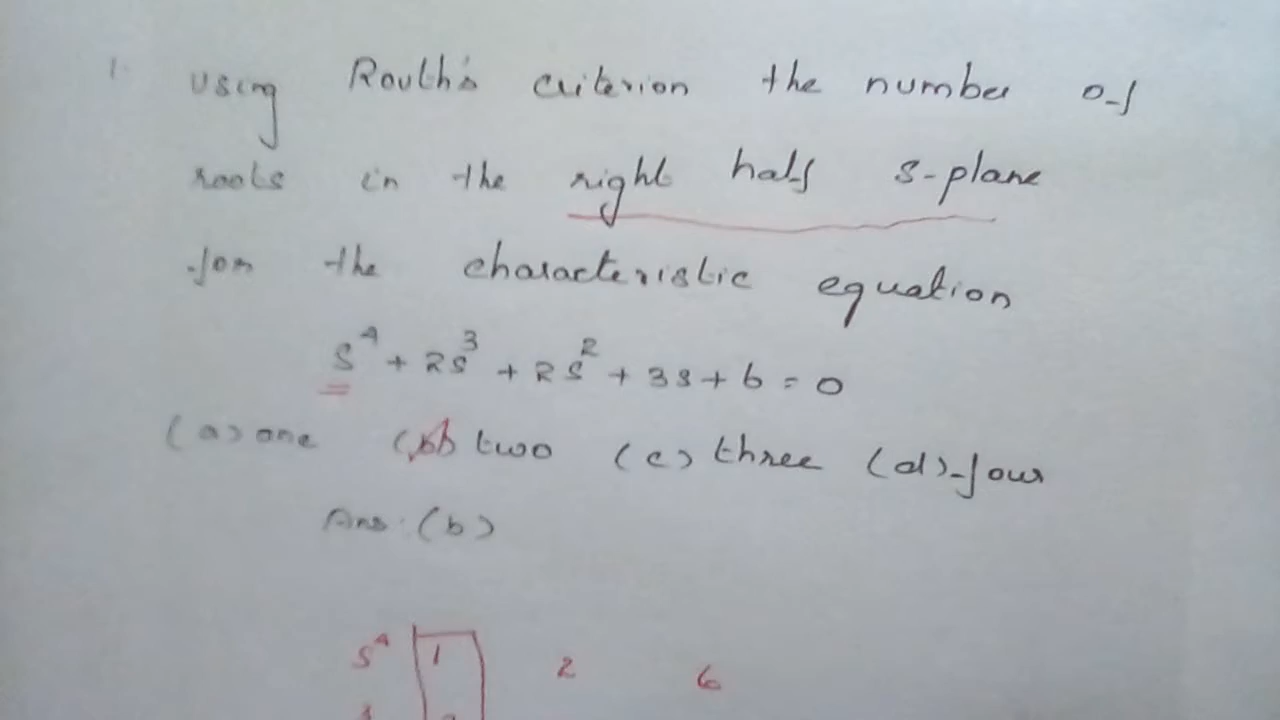 1.
Using Routh's criterion the number of
roots in the right half s-plane
for the characteristic equation
S⁴ + 2S³ + 2S² + 3S + 6 = 0
(a) one (b) two (c) three (d) four
Ans: (b)
S⁴ 1 2 6